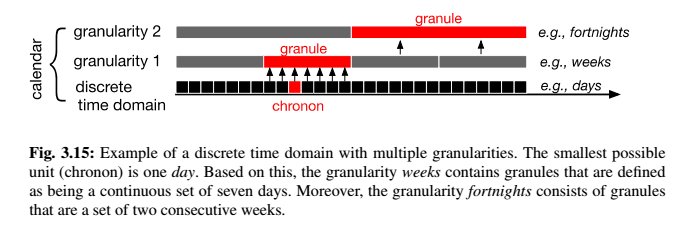 granule
granularity 2
e.g., fortnights
calendar
granule
granularity 1
e.g., weeks
discrete
time domain
e.g., days
chronon
Fig. 3.15: Example of a discrete time domain with multiple granularities. The smallest possible
unit (chronon) is one day. Based on this, the granularity weeks contains granules that are defined
as being a continuous set of seven days. Moreover, the granularity fortnights consists of granules
that are a set of two consecutive weeks.